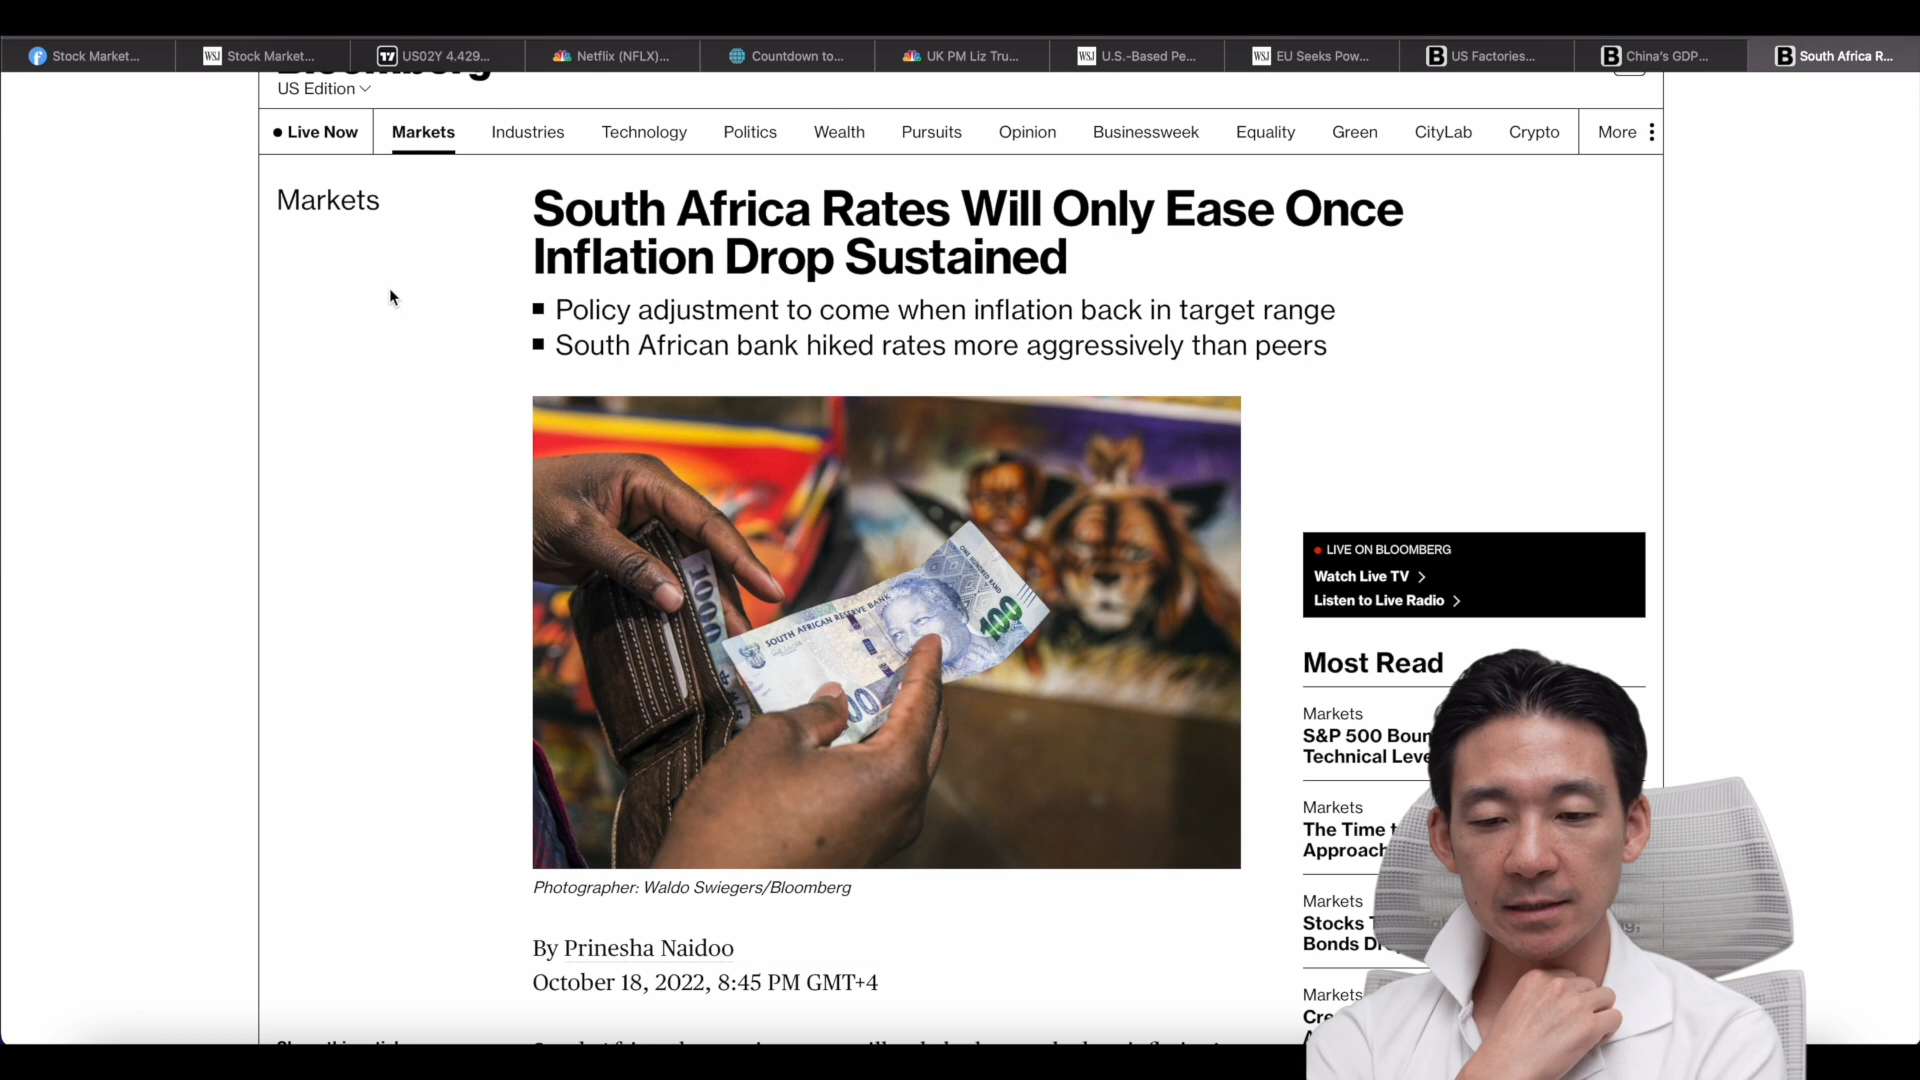 Stock Market...
Stock Market...
US02Y 4.429...
Netflix (NFLX)...
Countdown to...
UK PM Liz Tru...
U.S.-Based Pe...
EU Seeks Pow...
US Factories...
China's GDP...
South Africa R...
Bloomberg
US Edition
Live Now
Markets
Industries
Technology
Politics
Wealth
Pursuits
Opinion
Businessweek
Equality
Green
CityLab
Crypto
More
Markets
South Africa Rates Will Only Ease Once
Inflation Drop Sustained
Policy adjustment to come when inflation back in target range
South African bank hiked rates more aggressively than peers
ONE HUNDRED RAND
SOUTH AFRICAN RESERVE BANK
100
1000
Photographer: Waldo Swiegers/Bloomberg
By Prinesha Naidoo
October 18, 2022, 8:45 PM GMT+4
LIVE ON BLOOMBERG
Watch Live TV
Listen to Live Radio
Most Read
Markets
S&P 500
Technical
Markets
The Time
Markets
Stocks
Bonds
Markets